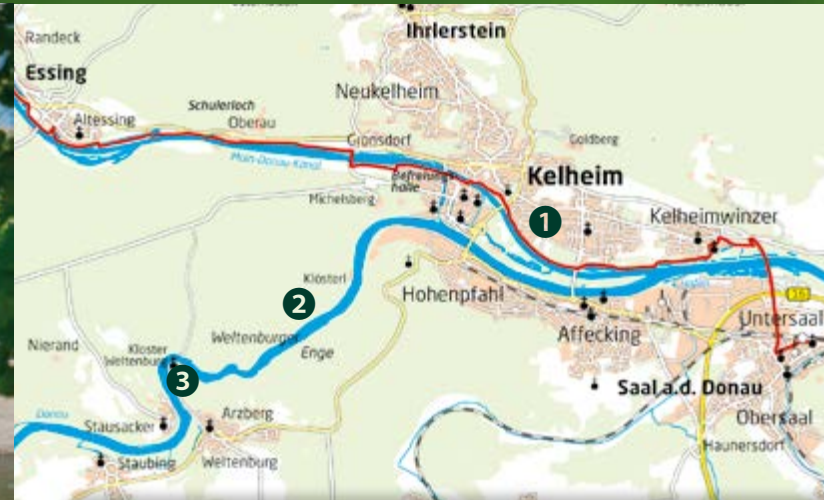 Randeck
Ihrlerstein
Essing
Neukelheim
Schulerloch
Altessing
Oberau
Gronsdorf
Goldberg
Main-Donau-Kanal
Befreiungs-
halle
Kelheim
Michelsberg
1
Kelheimwinzer
Klösterl
Hohenpfahl
2
16
Untersaal
Affecking
Weltenburger
Enge
Nierand
Kloster
Weltenburg
3
Saal a.d. Donau
Donau
Stausacker
Arzberg
Obersaal
Haunersdorf
Staubing
Weltenburg